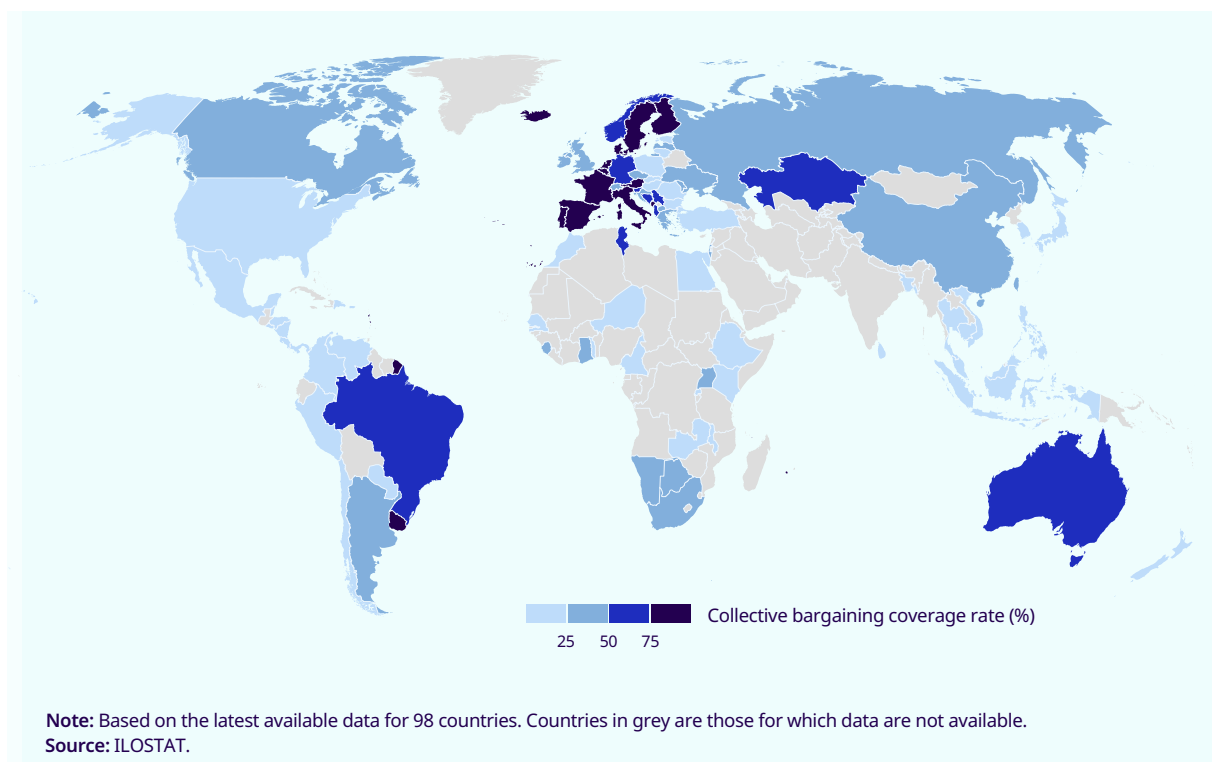 Collective bargaining coverage rate (%)
25 50 75
Note: Based on the latest available data for 98 countries. Countries in grey are those for which data are not available.
Source: ILOSTAT.